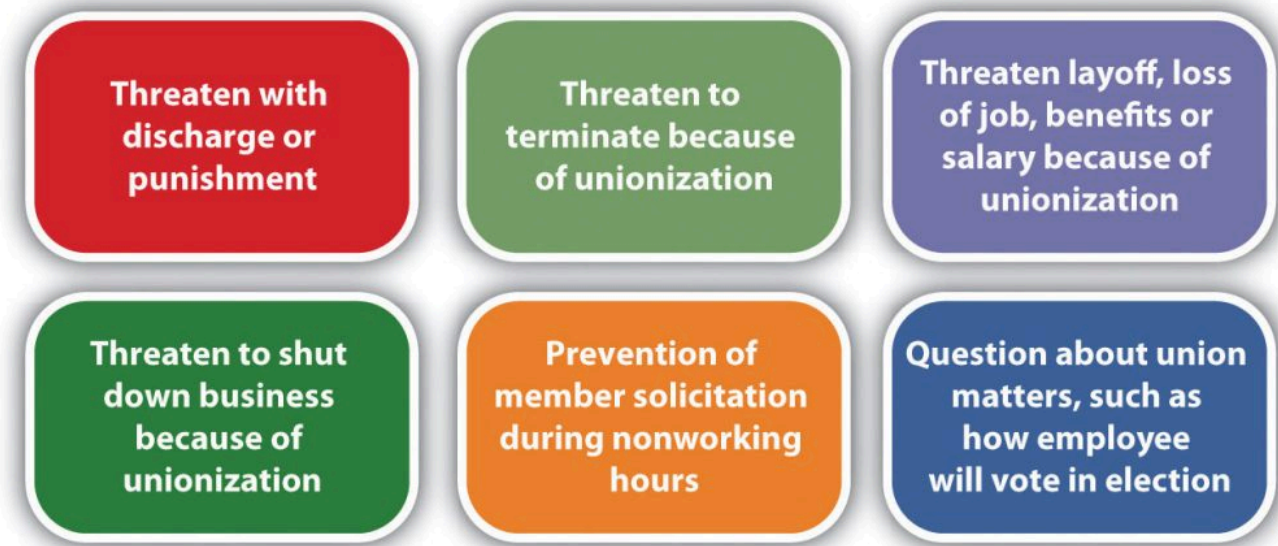 Threaten with
discharge or
punishment
Threaten to
terminate because
of unionization
Threaten layoff, loss
of job, benefits or
salary because of
unionization
Threaten to shut
down business
because of
unionization
Prevention of
member solicitation
during nonworking
hours
Question about union
matters, such as
how employee
will vote in election